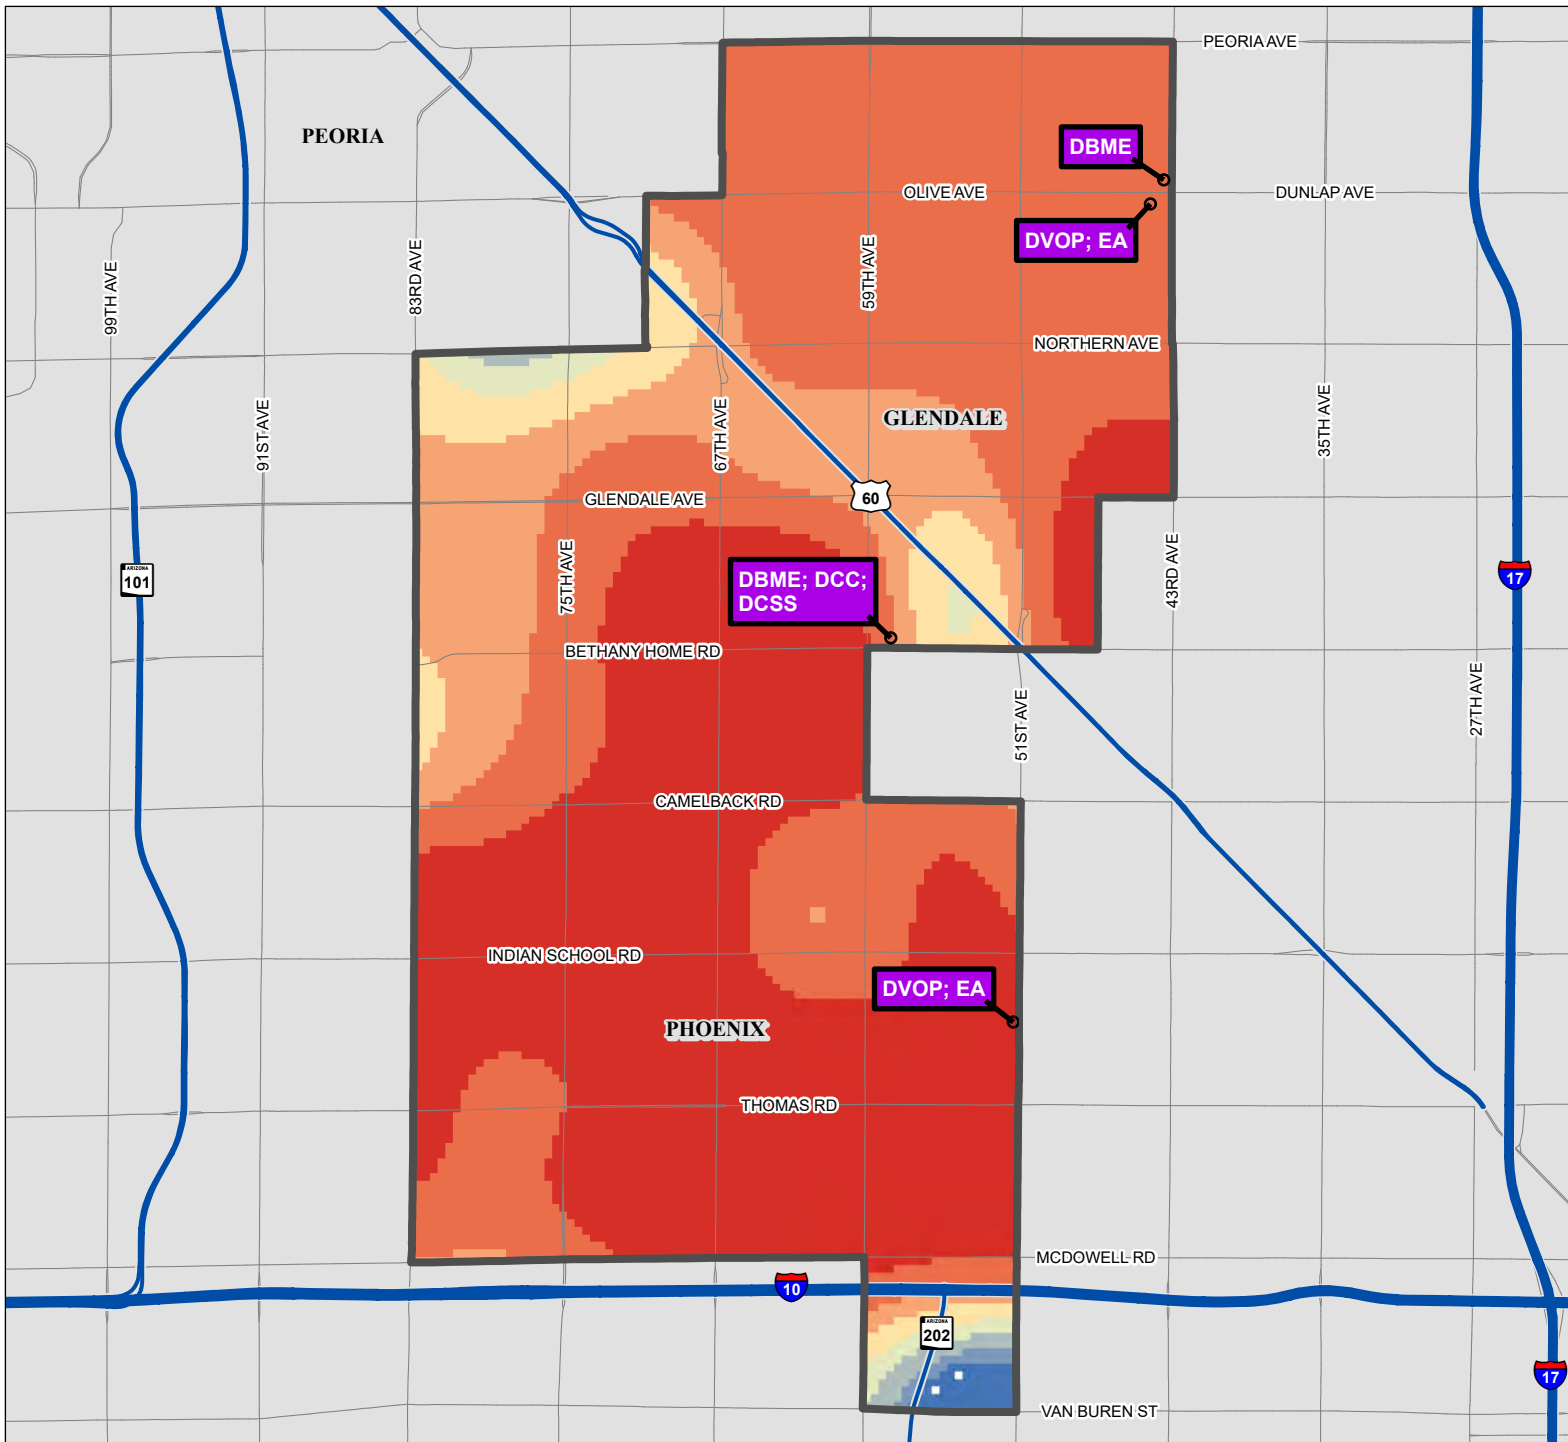 PEORIA AVE
PEORIA
DBME
OLIVE AVE
DUNLAP AVE
DVOP; EA
99TH AVE
83RD AVE
59TH AVE
NORTHERN AVE
91ST AVE
67TH AVE
GLENDALE
35TH AVE
GLENDALE AVE
60
75TH AVE
43RD AVE
ARIZONA
101
17
DBME; DCC;
DCSS
BETHANY HOME RD
51ST AVE
27TH AVE
CAMELBACK RD
INDIAN SCHOOL RD
DVOP; EA
PHOENIX
THOMAS RD
MCDOWELL RD
10
ARIZONA
202
17
VAN BUREN ST